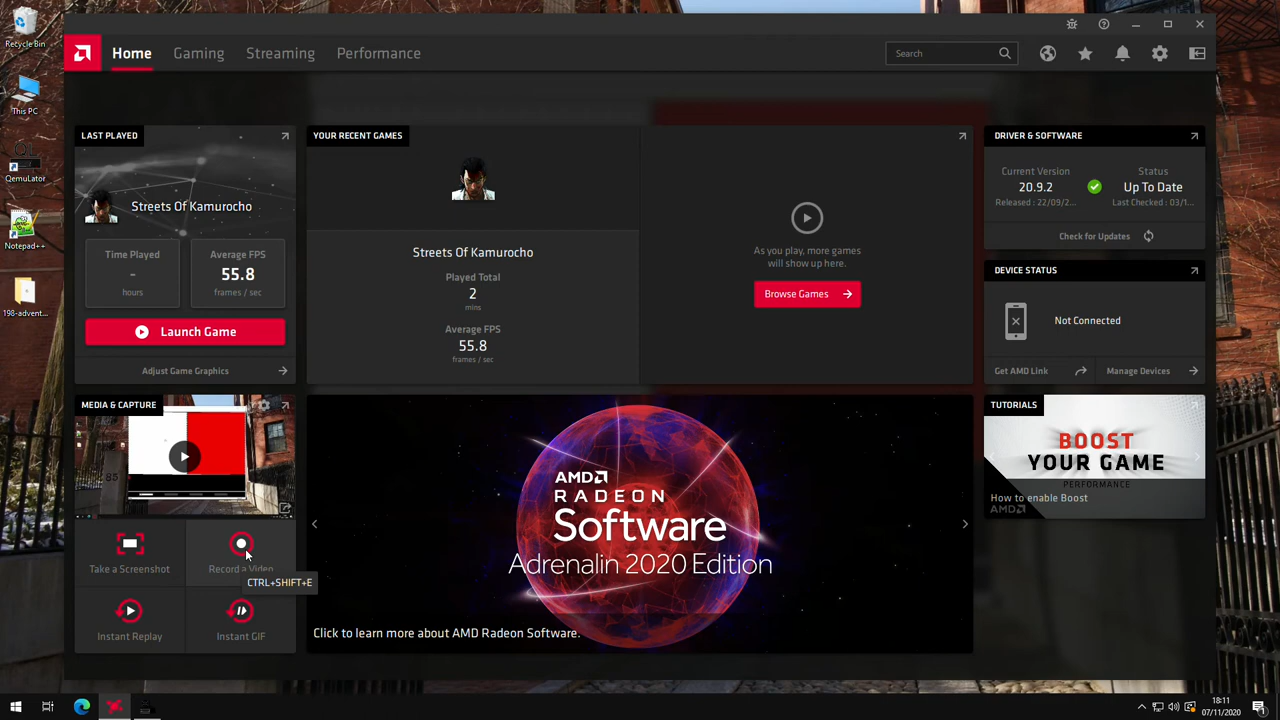 Recycle Bin
This PC
QemuLator
Notepad++
198-advent...
Home
Gaming
Streaming
Performance
Search
LAST PLAYED
Streets Of Kamurocho
Time Played
-
hours
Average FPS
55.8
frames / sec
Launch Game
Adjust Game Graphics
YOUR RECENT GAMES
Streets Of Kamurocho
Played Total
2
mins
Average FPS
55.8
frames / sec
As you play, more games
will show up here.
Browse Games
DRIVER & SOFTWARE
Current Version
20.9.2
Released : 22/09/2...
Status
Up To Date
Last Checked : 03/1...
Check for Updates
DEVICE STATUS
Not Connected
Get AMD Link
Manage Devices
MEDIA & CAPTURE
Take a Screenshot
Record a Video
CTRL+SHIFT+E
Instant Replay
Instant GIF
AMD
RADEON
Software
Adrenalin 2020 Edition
Click to learn more about AMD Radeon Software.
TUTORIALS
BOOST
YOUR GAME
PERFORMANCE
How to enable Boost
AMD
18:11
07/11/2020
1